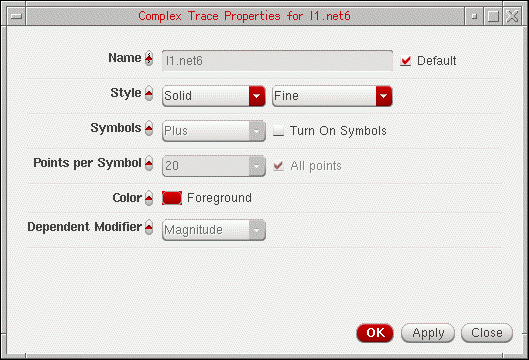 Complex Trace Properties for I1.net6
Name I1.net6 Default
Style Solid Fine
Symbols Plus Turn On Symbols
Points per Symbol 20 All points
Color Foreground
Dependent Modifier Magnitude
OK Apply Close